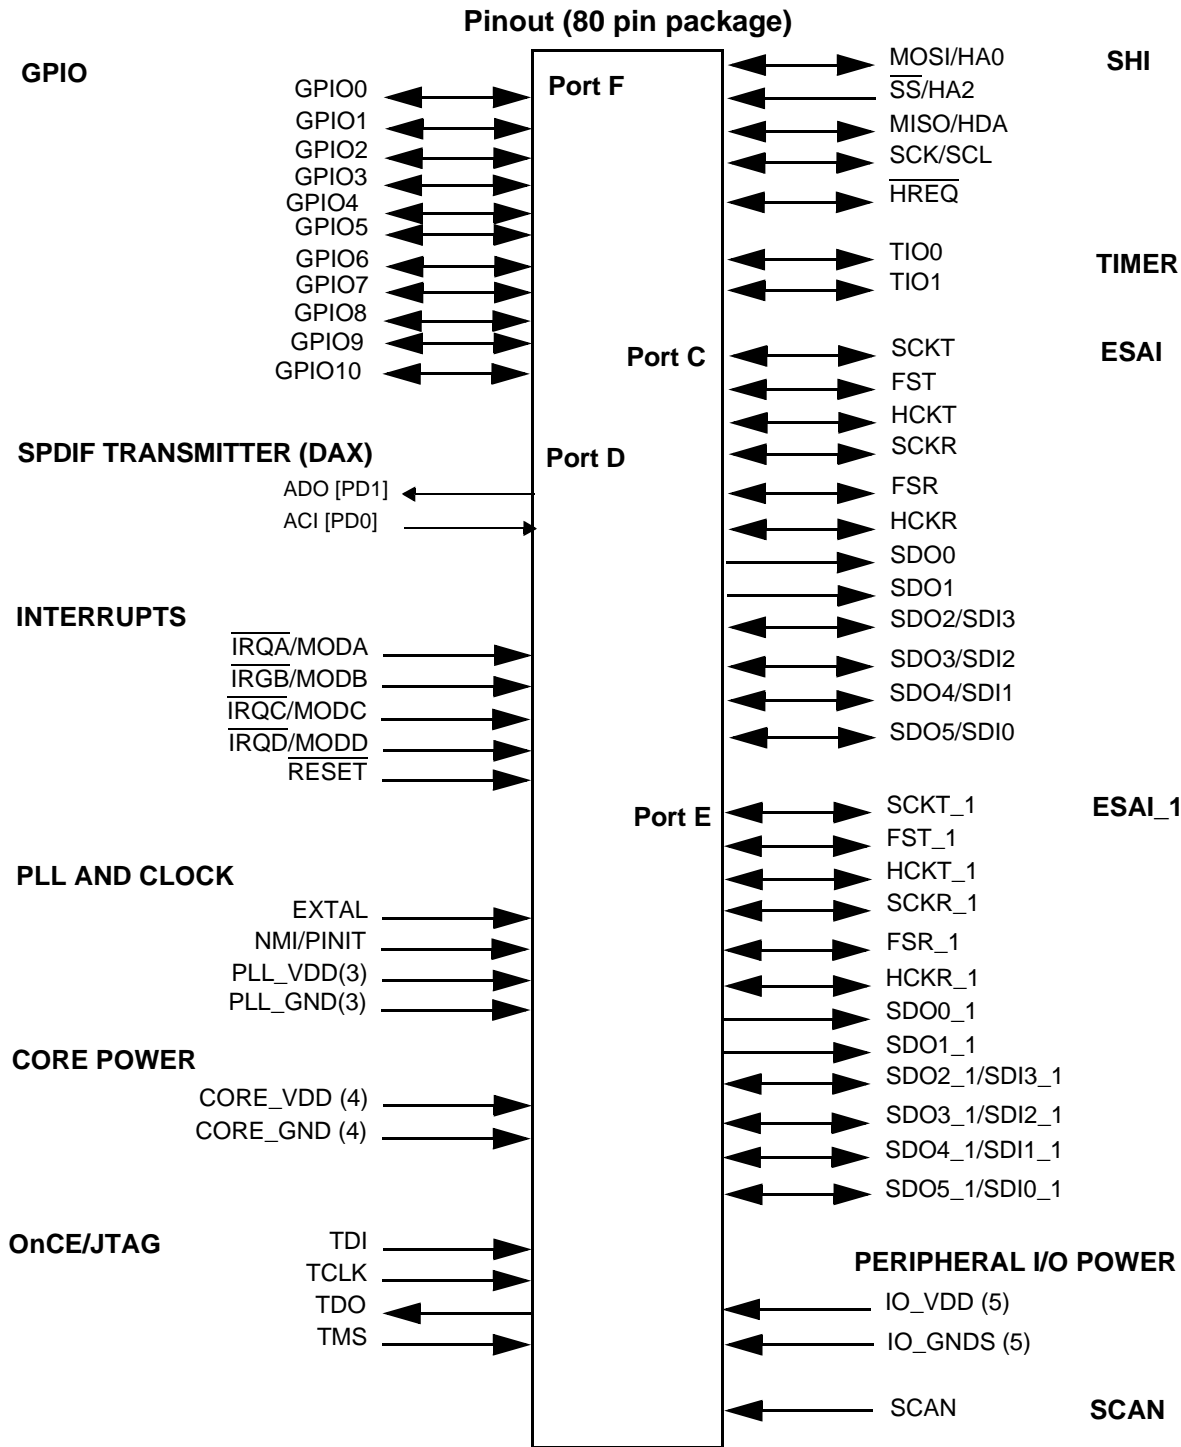 Pinout (80 pin package)
GPIO
Port F
GPIO0
GPIO1
GPIO2
GPIO3
GPIO4
GPIO5
GPIO6
GPIO7
GPIO8
GPIO9
GPIO10
SPDIF TRANSMITTER (DAX)
Port D
ADO [PD1]
ACI [PD0]
INTERRUPTS
IRQA/MODA
IRGB/MODB
IRQC/MODC
IRQD/MODD
RESET
PLL AND CLOCK
EXTAL
NMI/PINIT
PLL_VDD(3)
PLL_GND(3)
CORE POWER
CORE_VDD (4)
CORE_GND (4)
OnCE/JTAG
TDI
TCLK
TDO
TMS
MOSI/HA0
SHI
SS/HA2
MISO/HDA
SCK/SCL
HREQ
TIO0
TIMER
TIO1
Port C
SCKT
ESAI
FST
HCKT
SCKR
FSR
HCKR
SDO0
SDO1
SDO2/SDI3
SDO3/SDI2
SDO4/SDI1
SDO5/SDI0
Port E
SCKT_1
ESAI_1
FST_1
HCKT_1
SCKR_1
FSR_1
HCKR_1
SDO0_1
SDO1_1
SDO2_1/SDI3_1
SDO3_1/SDI2_1
SDO4_1/SDI1_1
SDO5_1/SDI0_1
PERIPHERAL I/O POWER
IO_VDD (5)
IO_GNDS (5)
SCAN
SCAN